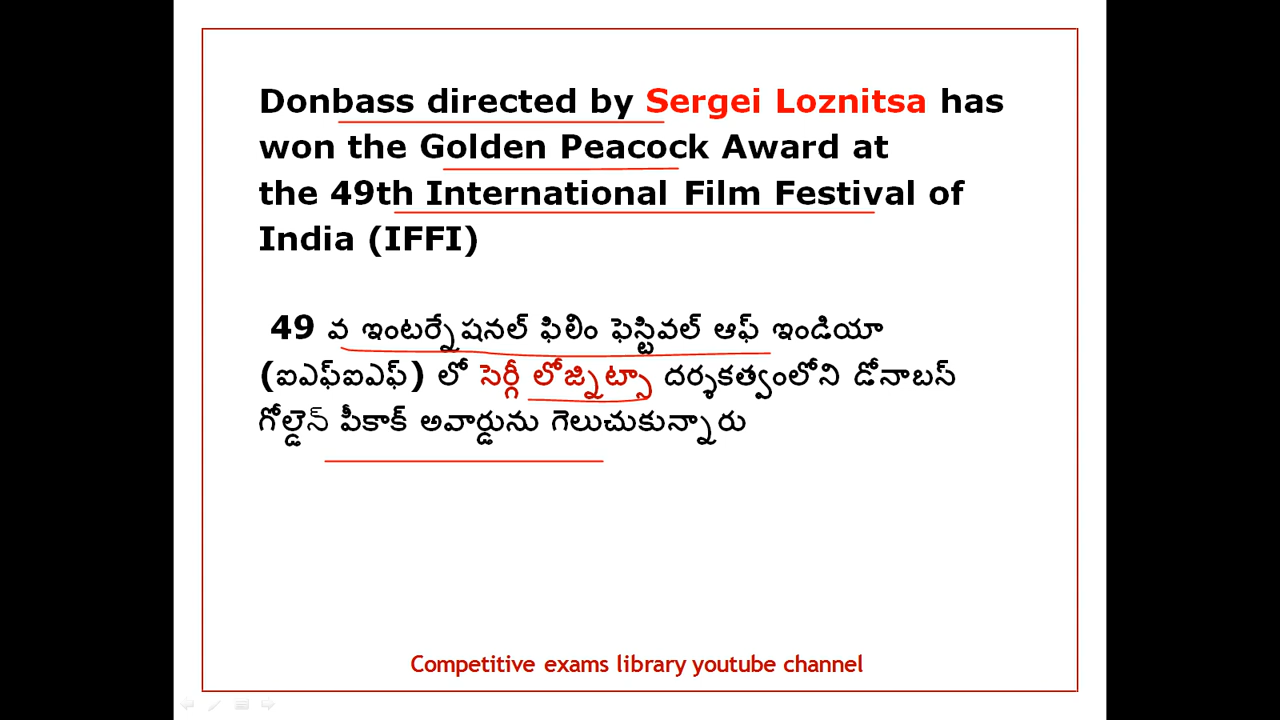 Donbass directed by Sergei Loznitsa has
won the Golden Peacock Award at
the 49th International Film Festival of
India (IFFI)
49 వ ఇంటర్నేషనల్ ఫిలిం ఫెస్టివల్ ఆఫ్ ఇండియా
(ఐఎఫ్ఐఎఫ్) లో సెర్గీ లోజ్నిట్సా దర్శకత్వంలోని డోనాబస్
గోల్డెన్ పీకాక్ అవార్డును గెలుచుకున్నారు
Competitive exams library youtube channel